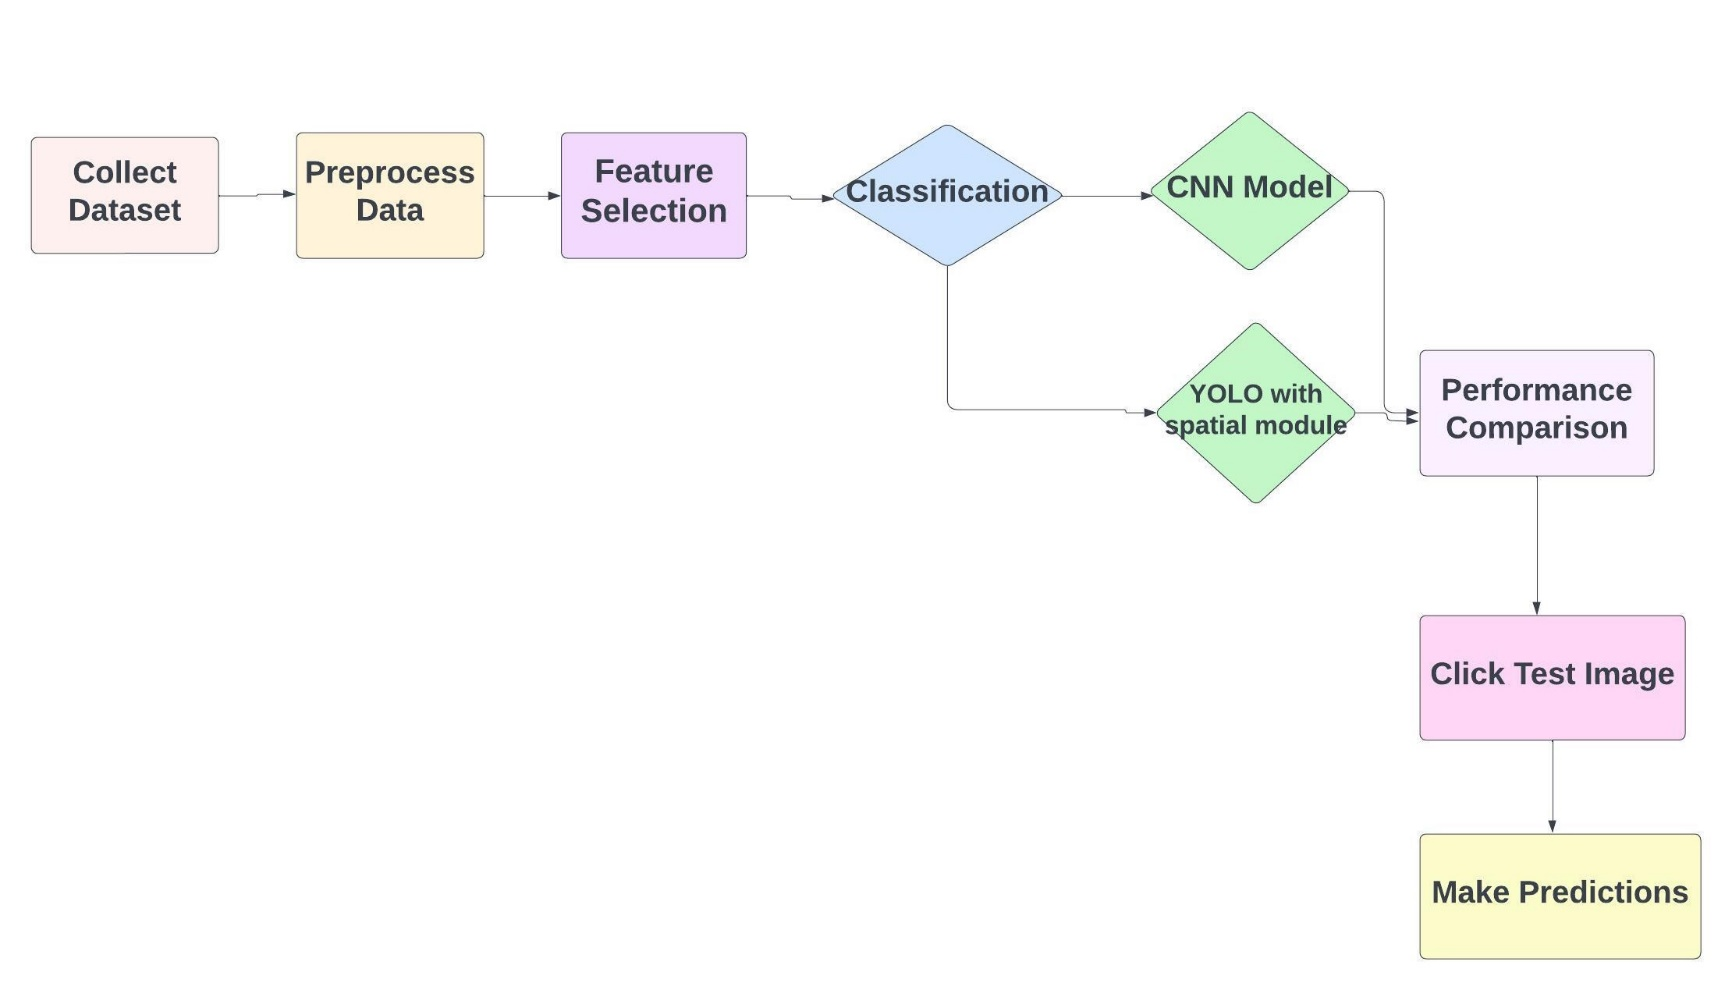 Collect
Dataset
Preprocess
Data
Feature
Selection
Classification
CNN Model
YOLO with
spatial module
Performance
Comparison
Click Test Image
Make Predictions